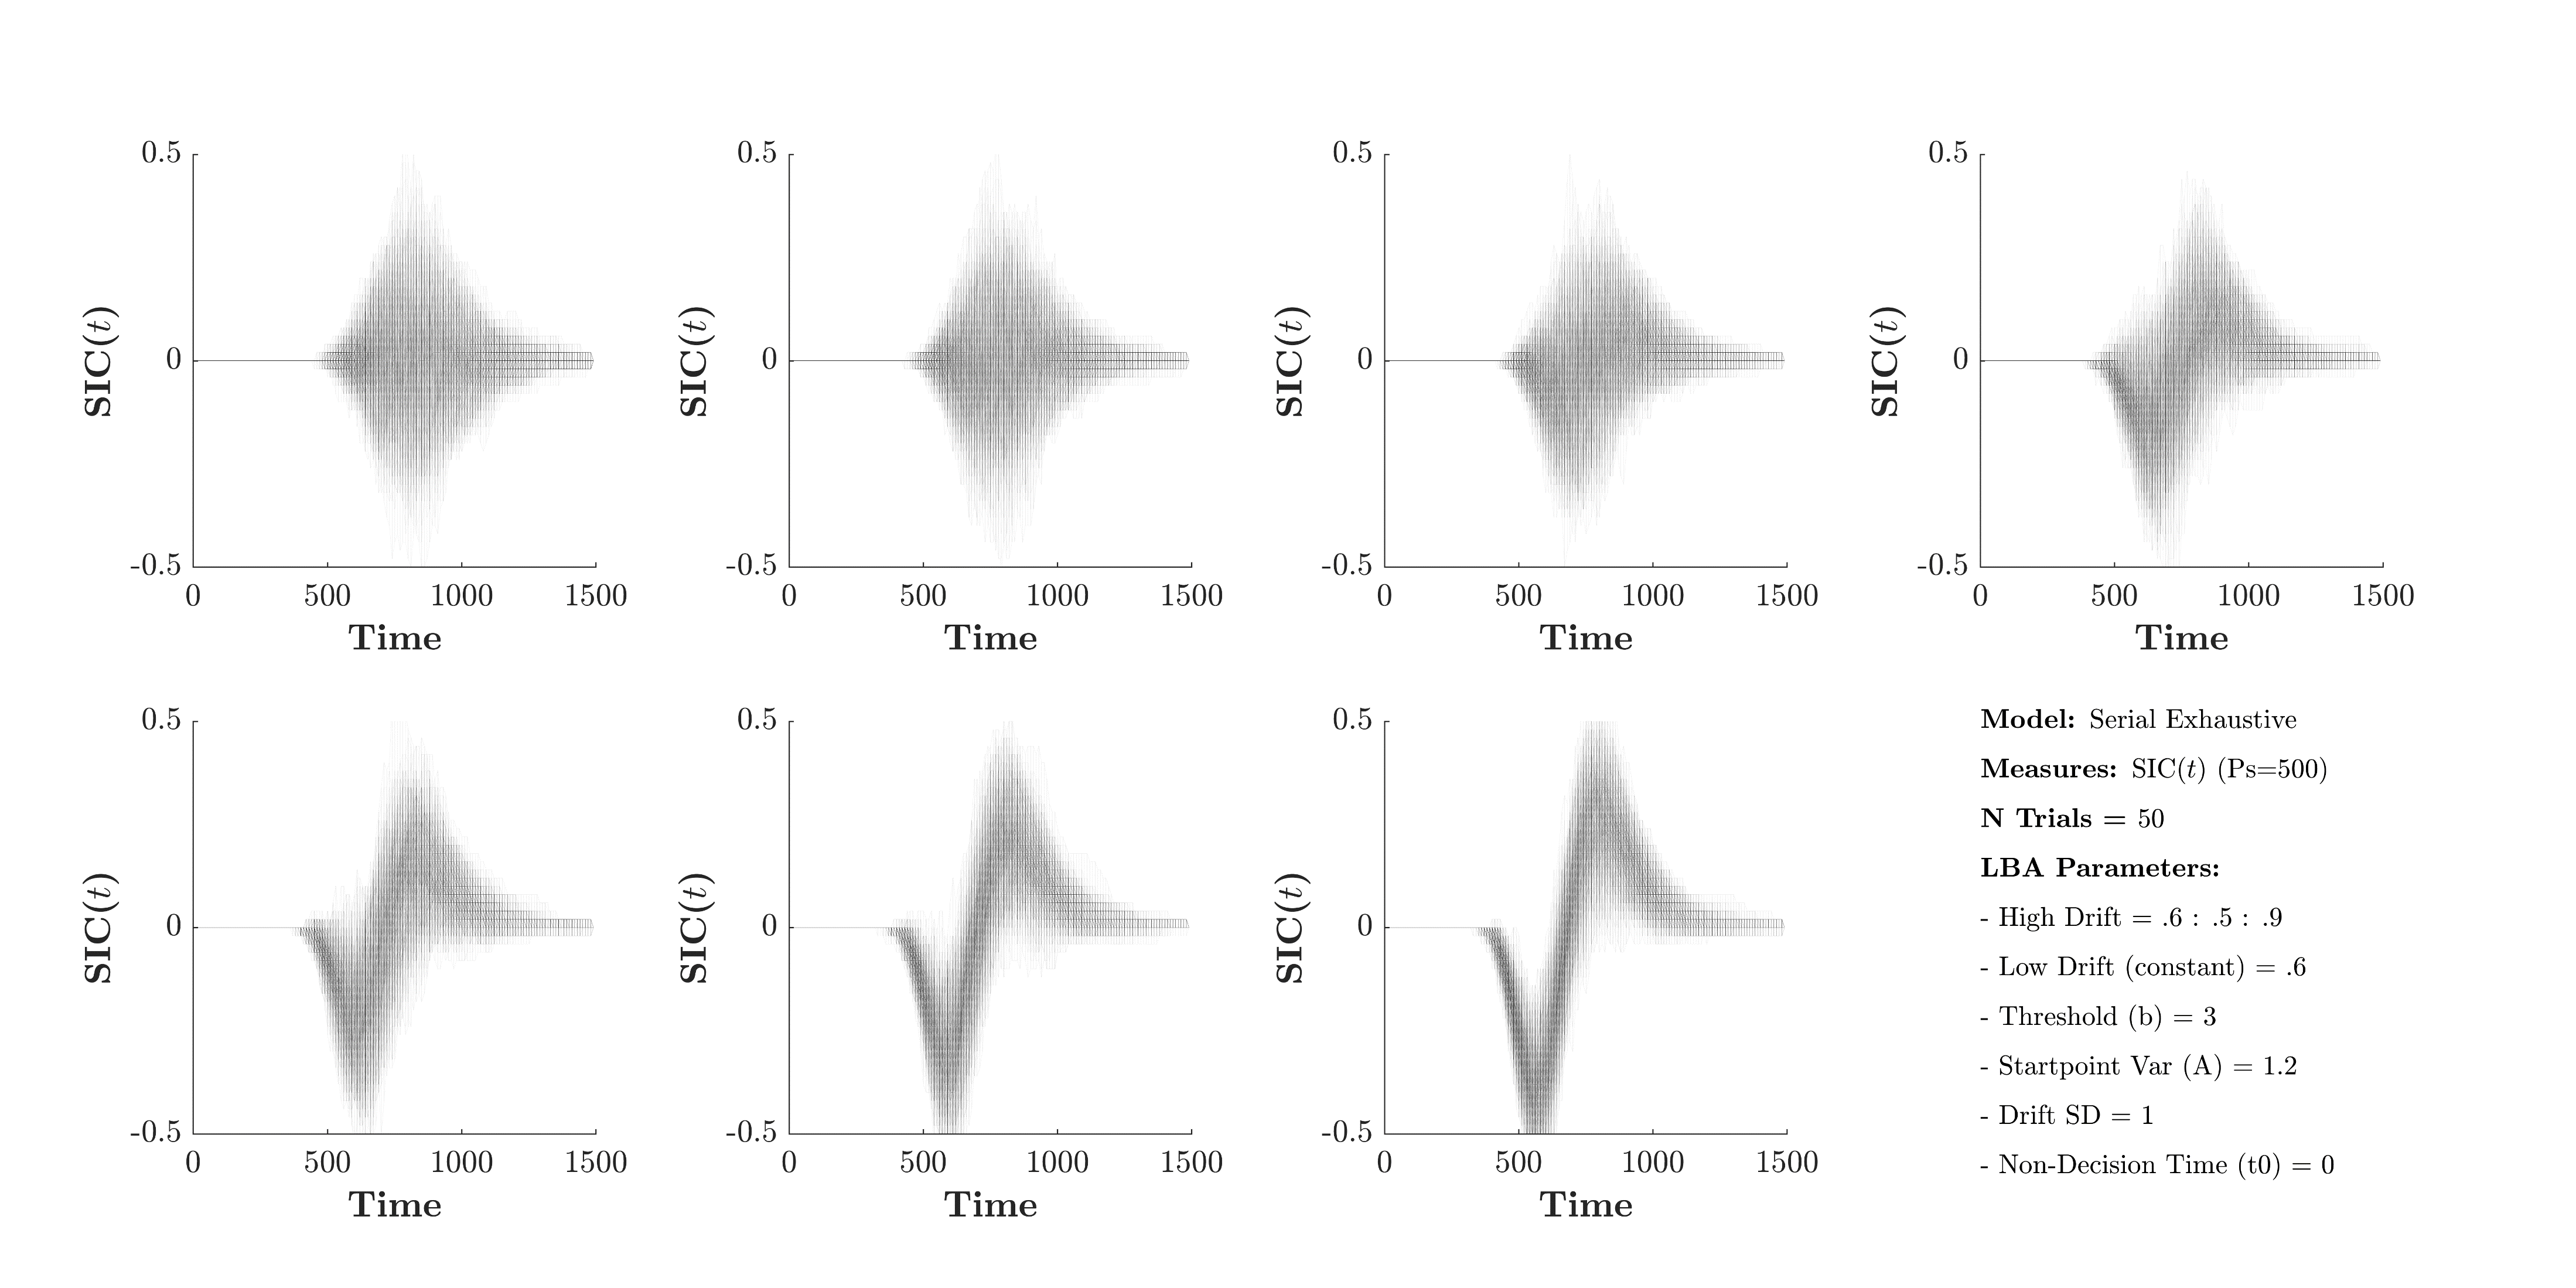 0.5 0.5 0.5 0.5
SIC(t) SIC(t) SIC(t) SIC(t)
0 0 0 0
-0.5 -0.5 -0.5 -0.5
0 500 1000 1500 0 500 1000 1500 0 500 1000 1500 0 500 1000 1500
Time Time Time Time
0.5 0.5 0.5
SIC(t) SIC(t) SIC(t)
0 0 0
-0.5 -0.5 -0.5
0 500 1000 1500 0 500 1000 1500 0 500 1000 1500
Time Time Time
Model: Serial Exhaustive
Measures: SIC(t) (Ps=500)
N Trials = 50
LBA Parameters:
- High Drift = .6 : .5 : .9
- Low Drift (constant) = .6
- Threshold (b) = 3
- Startpoint Var (A) = 1.2
- Drift SD = 1
- Non-Decision Time (t0) = 0